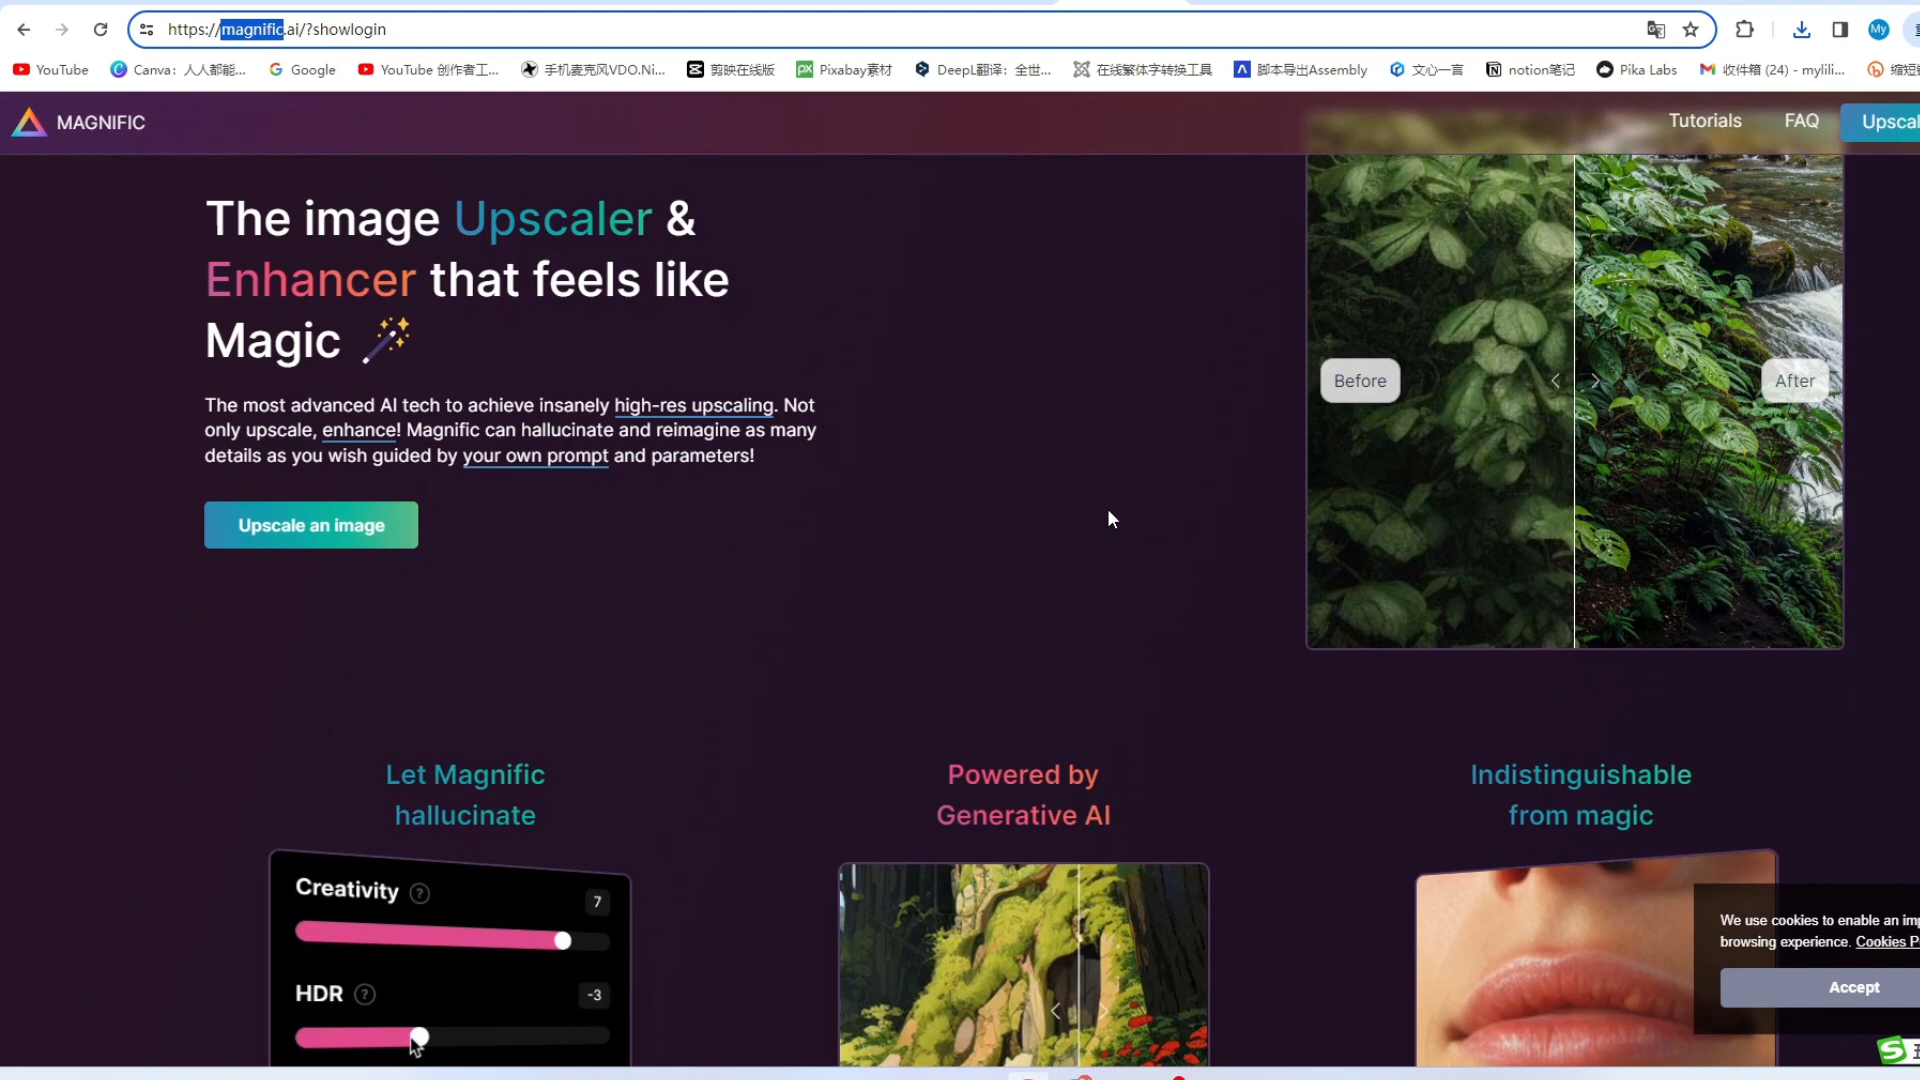 https://magnific.ai/?showlogin
My
YouTube
Canva：人人都能...
Google
YouTube 创作者工...
手机麦克风VDO.Ni...
剪映在线版
Pixabay素材
DeepL翻译：全世...
在线繁体字转换工具
脚本导出Assembly
文心一言
notion笔记
Pika Labs
收件箱 (24) - mylili...
缩短
MAGNIFIC
Tutorials
FAQ
Upscal
The image Upscaler &
Enhancer that feels like
Magic
The most advanced AI tech to achieve insanely high-res upscaling. Not
only upscale, enhance! Magnific can hallucinate and reimagine as many
details as you wish guided by your own prompt and parameters!
Upscale an image
Before
After
Let Magnific
hallucinate
Powered by
Generative AI
Indistinguishable
from magic
Creativity ?
7
HDR ?
-3
We use cookies to enable an imp
browsing experience. Cookies P
Accept